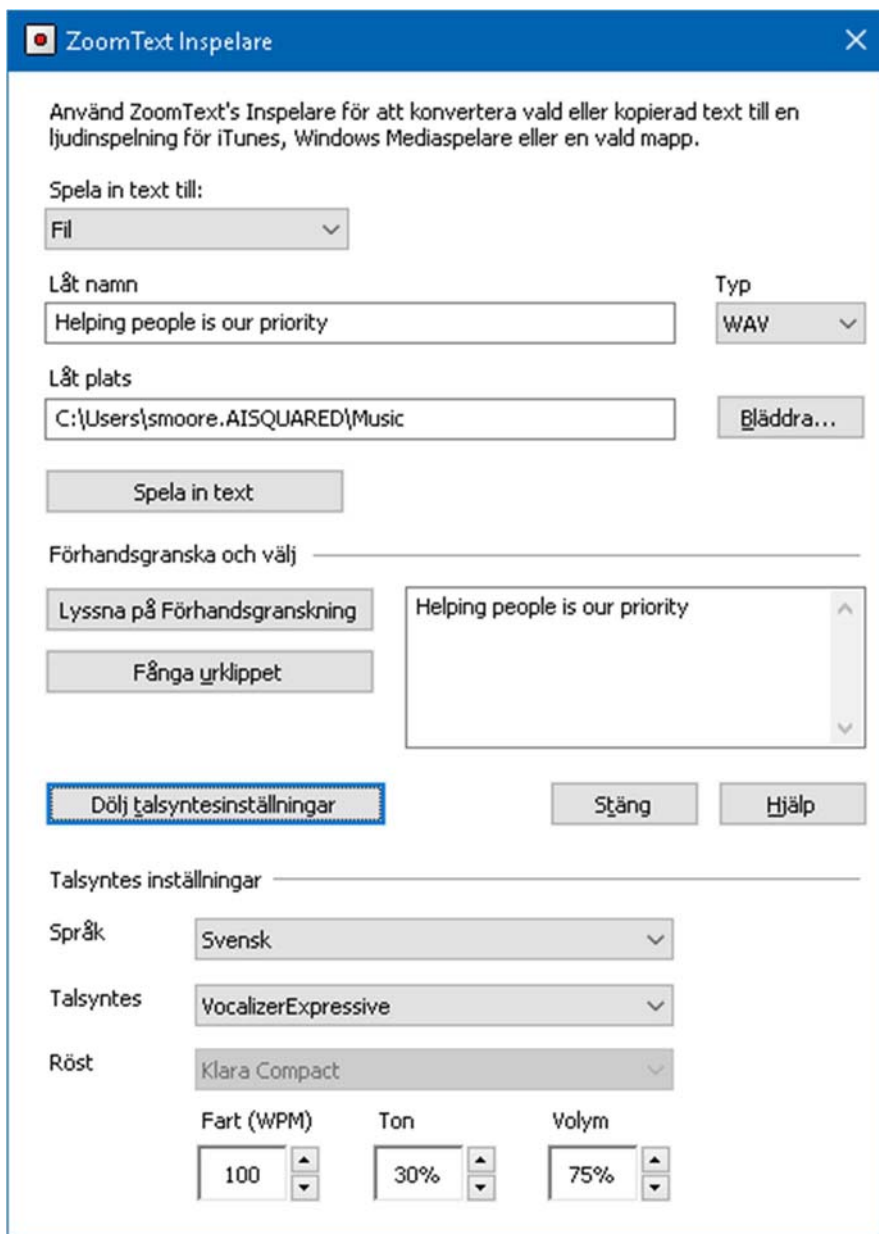 ZoomText Inspelare
Använd ZoomText's Inspelare för att konvertera vald eller kopierad text till en
ljudinspelning för iTunes, Windows Mediaspelare eller en vald mapp.
Spela in text till:
Fil
Låt namn Typ
Helping people is our priority WAV
Låt plats
C:\Users\smoore.AISQUARED\Music Bläddra...
Spela in text
Förhandsgranska och välj
Lyssna på Förhandsgranskning Helping people is our priority
Fånga urklippet
Dölj talsyntesinställningar Stäng Hjälp
Talsyntes inställningar
Språk Svensk
Talsyntes VocalizerExpressive
Röst Klara Compact
Fart (WPM) Ton Volym
100 30% 75%